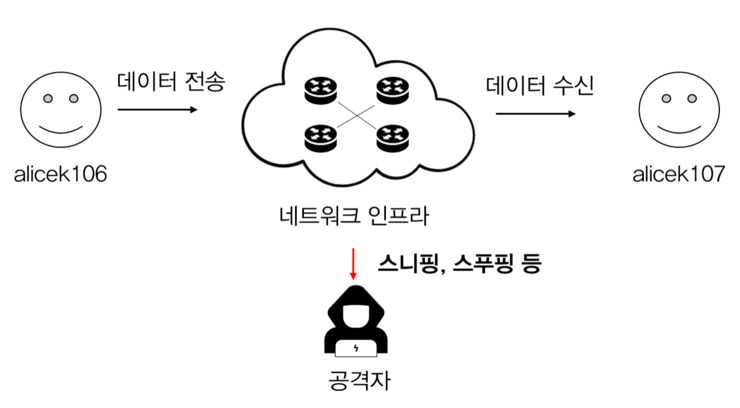 데이터 전송
데이터 수신
alicek106
alicek107
네트워크 인프라
스니핑, 스푸핑 등
공격자